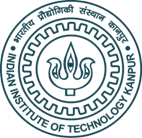 भारतीय प्रौद्योगिकी संस्थान कानपुर
INDIAN INSTITUTE OF TECHNOLOGY KANPUR